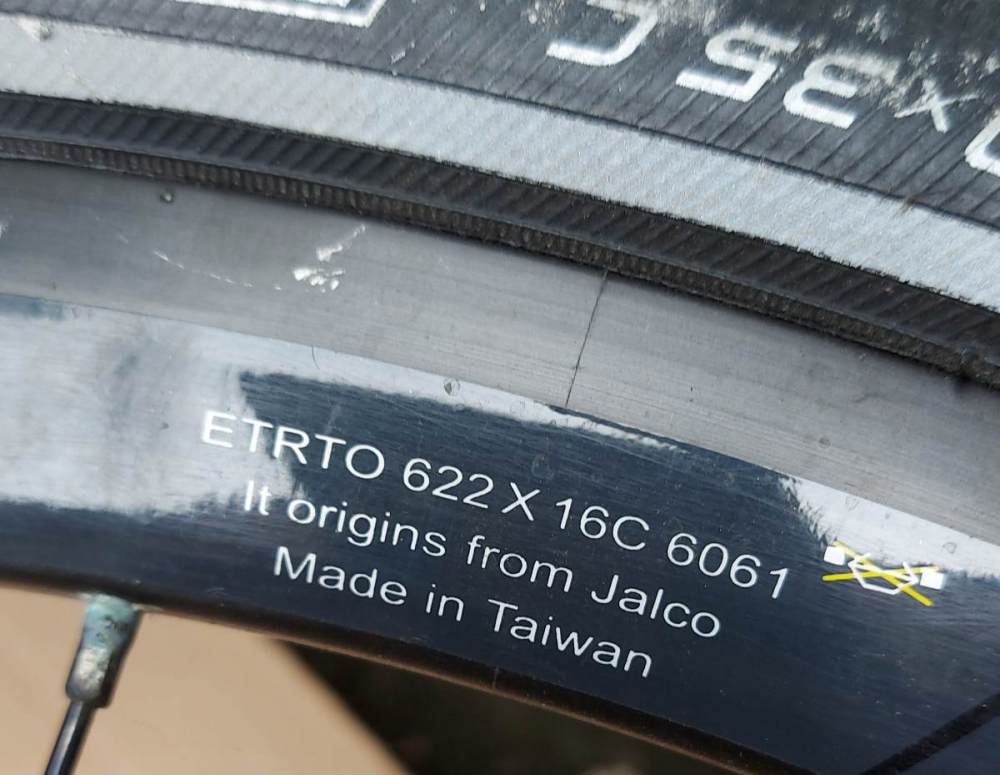 x35C
ETRTO 622 X 16C 6061
It origins from Jalco
Made in Taiwan